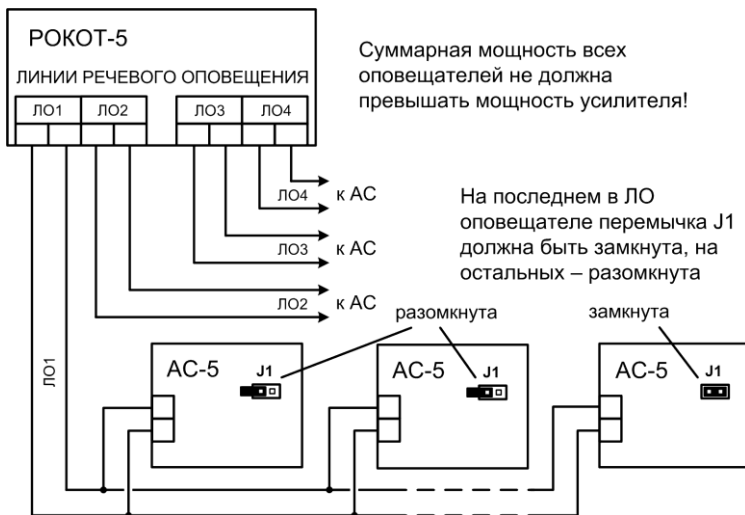 РОКОТ-5
ЛИНИИ РЕЧЕВОГО ОПОВЕЩЕНИЯ
ЛО1 ЛО2 ЛО3 ЛО4
Суммарная мощность всех
оповещателей не должна
превышать мощность усилителя!
ЛО4 к АС
ЛО3 к АС
ЛО2 к АС
На последнем в ЛО
оповещателе перемычка J1
должна быть замкнута, на
остальных – разомкнута
разомкнута
замкнута
ЛО1
АС-5 J1
АС-5 J1
АС-5 J1